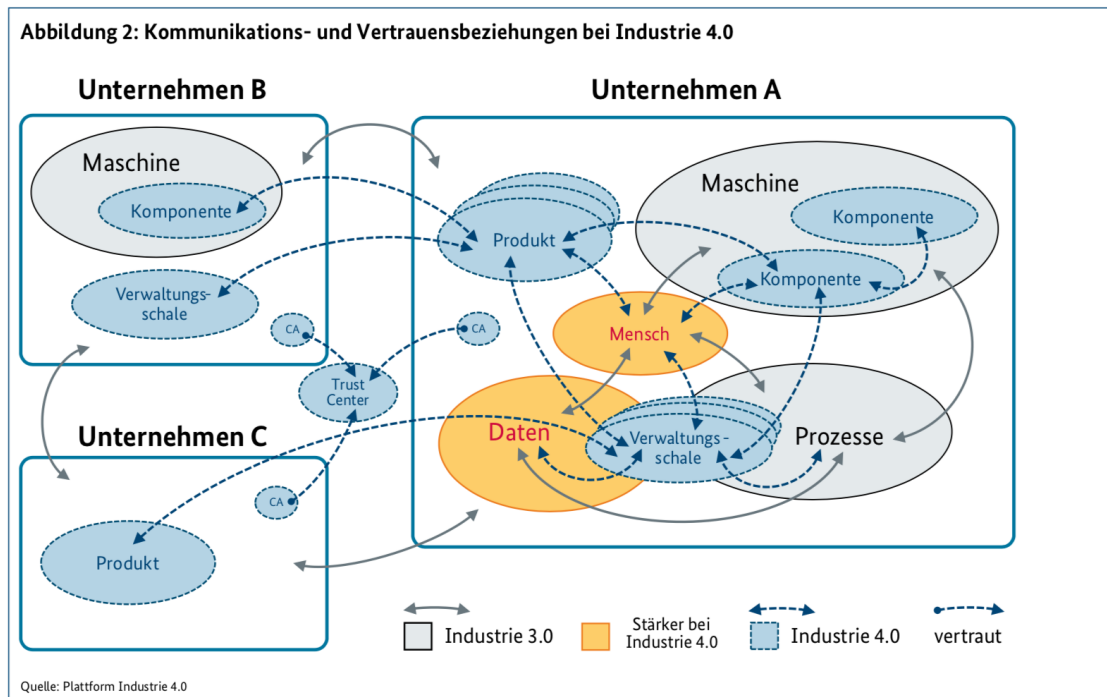 Abbildung 2: Kommunikations- und Vertrauensbeziehungen bei Industrie 4.0
Unternehmen B
Unternehmen A
Maschine
Komponente
Verwaltungs-
schale
CA
Produkt
Maschine
Komponente
Komponente
Mensch
CA
Trust
Center
Daten
Verwaltungs-
schale
Prozesse
Unternehmen C
CA
Produkt
Industrie 3.0
Stärker bei
Industrie 4.0
Industrie 4.0
vertraut
Quelle: Plattform Industrie 4.0